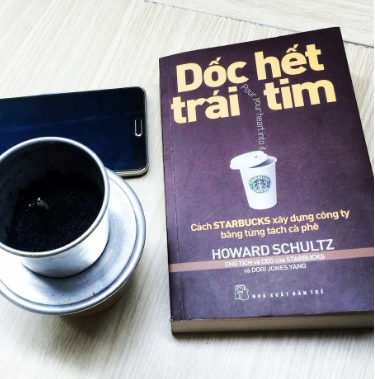 Dốc hết
trái tim
Pour your heart into it
STARBUCKS
Cách STARBUCKS xây dựng công ty
bằng từng tách cà phê
HOWARD SCHULTZ
CHỦ TỊCH và CEO của STARBUCKS
và DORI JONES YANG
NHÀ XUẤT BẢN TRẺ